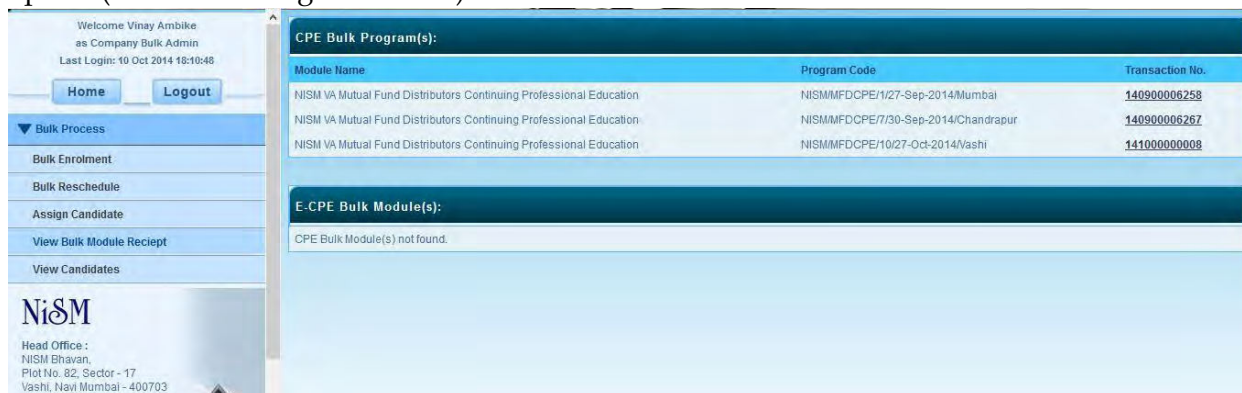 Welcome Vinay Ambike
as Company Bulk Admin
Last Login: 10 Oct 2014 18:10:48
Home Logout
Bulk Process
Bulk Enrolment
Bulk Reschedule
Assign Candidate
View Bulk Module Reciept
View Candidates
NiSM
Head Office :
NISM Bhavan,
Plot No. 82, Sector - 17
Vashi, Navi Mumbai - 400703
CPE Bulk Program(s):
Module Name Program Code Transaction No.
NISM VA Mutual Fund Distributors Continuing Professional Education NISM/MFDCPE/1/27-Sep-2014/Mumbai 140900006258
NISM VA Mutual Fund Distributors Continuing Professional Education NISM/MFDCPE/7/30-Sep-2014/Chandrapur 140900006267
NISM VA Mutual Fund Distributors Continuing Professional Education NISM/MFDCPE/10/27-Oct-2014/Vashi 141000000008
E-CPE Bulk Module(s):
CPE Bulk Module(s) not found.